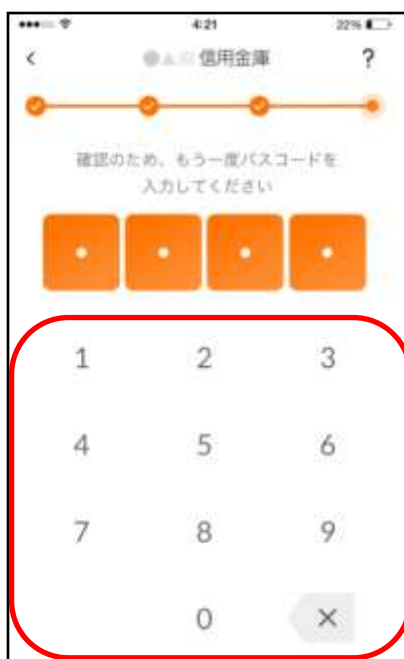 4:21 22%
●▲■信用金庫 ?
確認のため、もう一度パスコードを
入力してください
1 2 3
4 5 6
7 8 9
0 ×